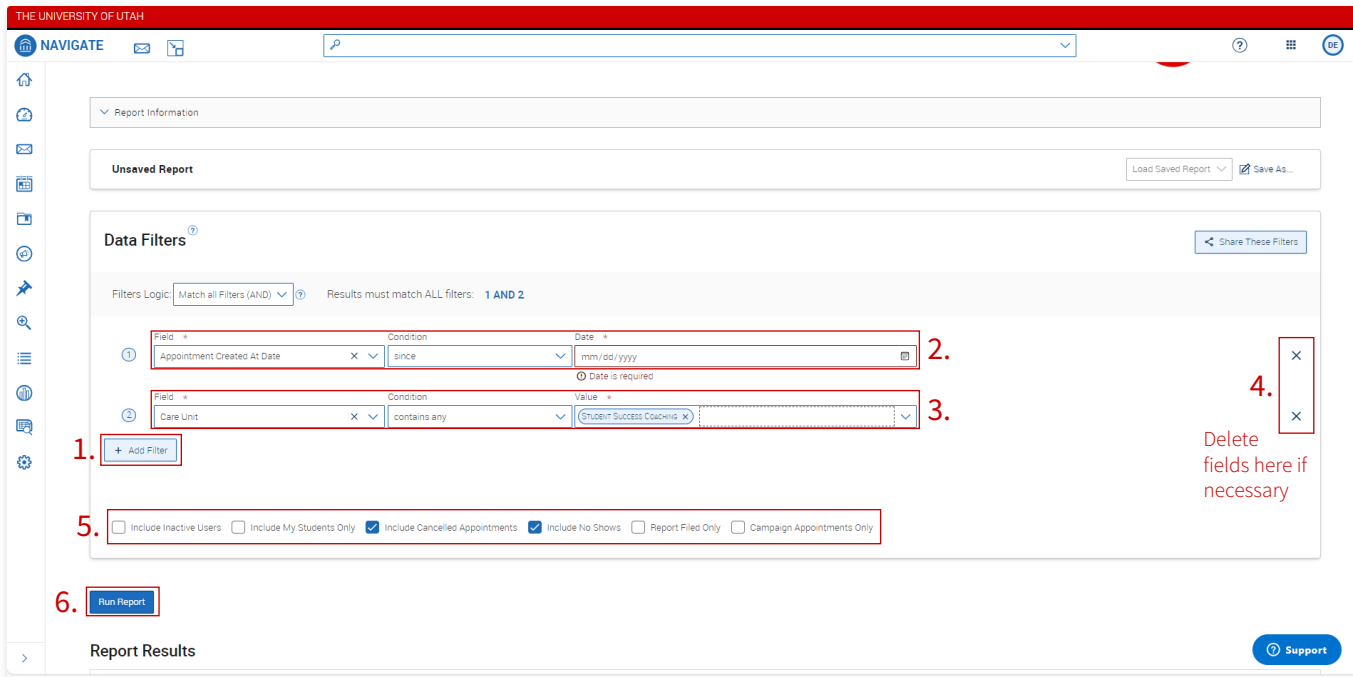 THE UNIVERSITY OF UTAH
NAVIGATE
DE
Report Information
Unsaved Report
Load Saved Report
Save As...
Data Filters
Share These Filters
Filters Logic: Match all Filters (AND) Results must match ALL filters: 1 AND 2
Field * Condition Date *
1 Appointment Created At Date since mm/dd/yyyy 2.
Date is required
4.
Field * Condition Value *
2 Care Unit contains any STUDENT SUCCESS COACHING 3.
1. + Add Filter
Delete
fields here if
necessary
5. Include Inactive Users Include My Students Only Include Cancelled Appointments Include No Shows Report Filed Only Campaign Appointments Only
6. Run Report
Report Results
Support